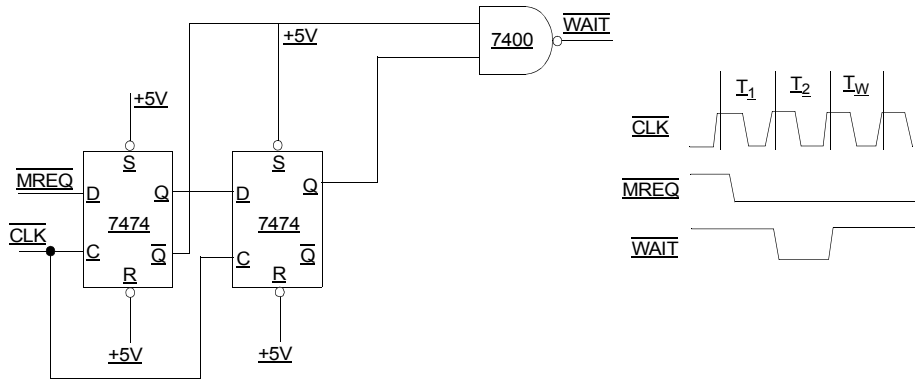 WAIT
+5V
7400
+5V
S
S
MREQ
D
Q
D
Q
7474
7474
CLK
C
Q
C
Q
R
R
+5V
+5V
T1
T2
TW
CLK
MREQ
WAIT